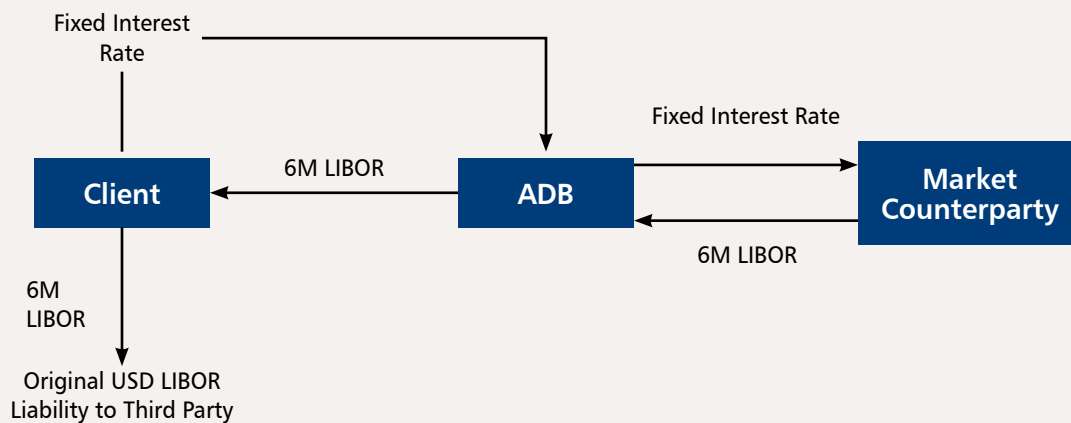 Fixed Interest
Rate
Fixed Interest Rate
6M LIBOR
Client
ADB
Market
Counterparty
6M LIBOR
6M
LIBOR
Original USD LIBOR
Liability to Third Party